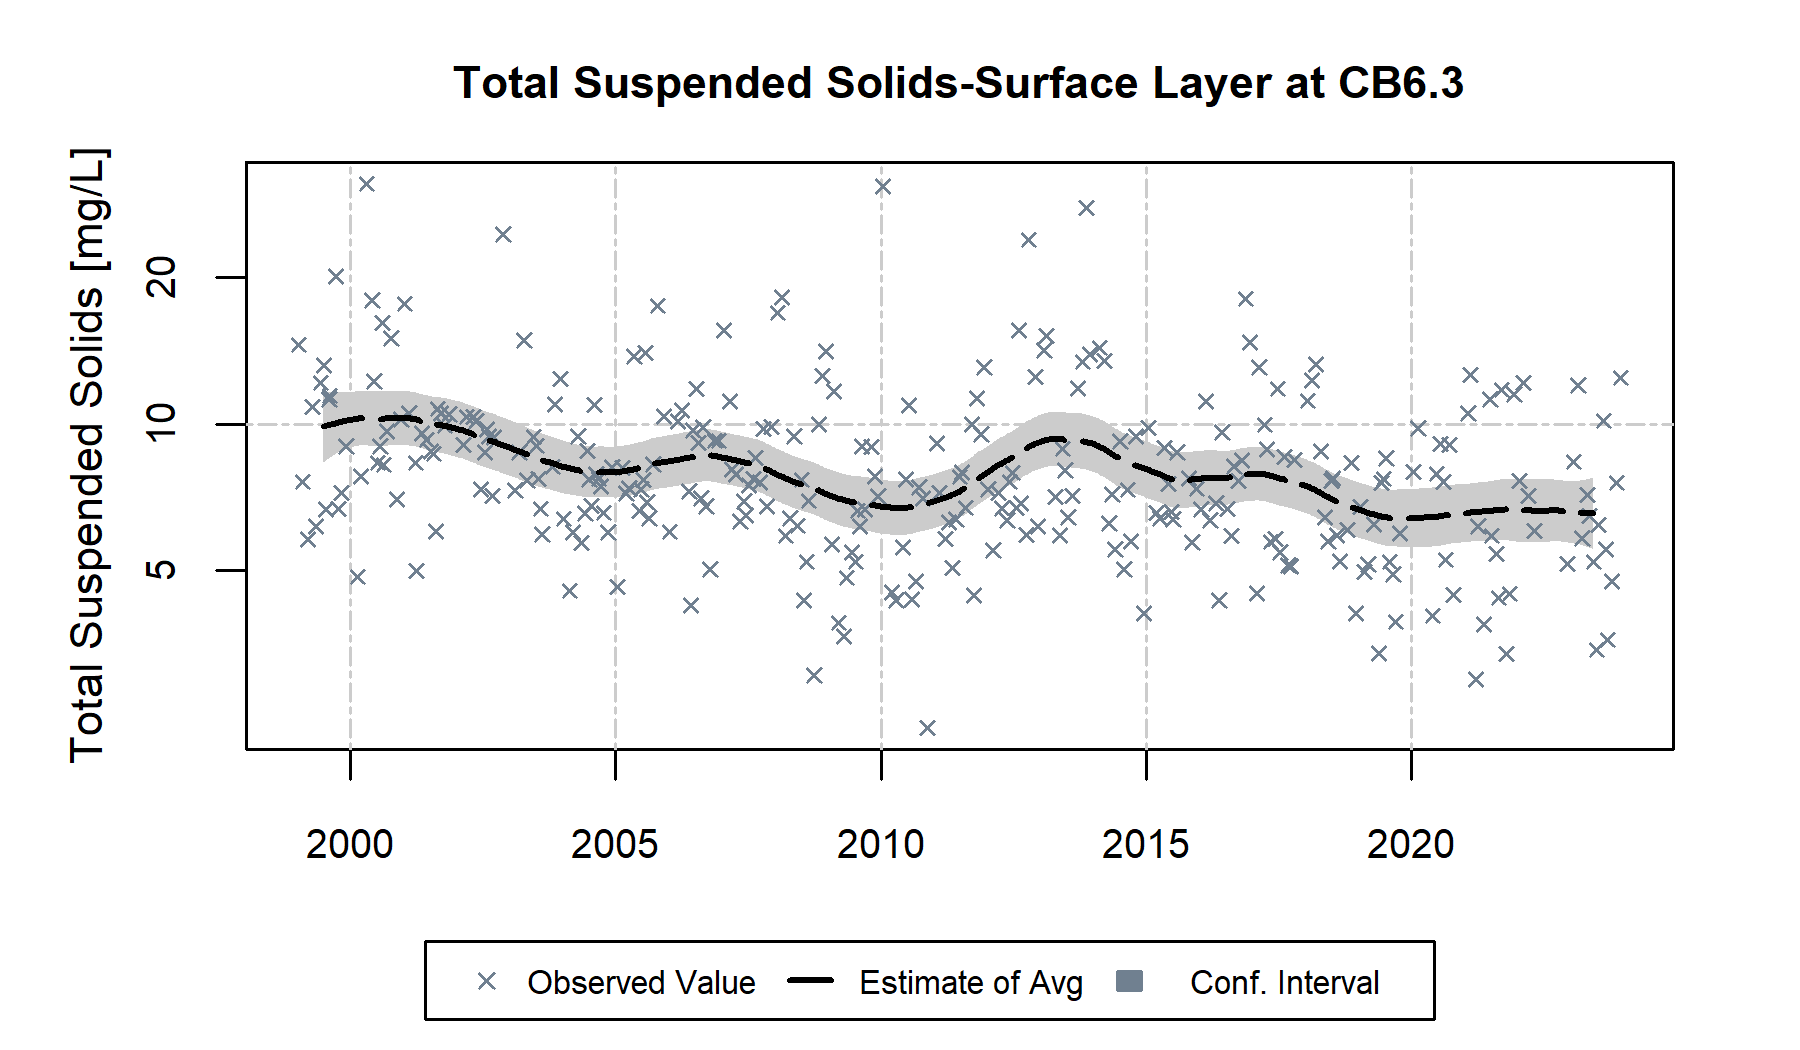 Total Suspended Solids-Surface Layer at CB6.3
Total Suspended Solids [mg/L]
20
10
5
2000 2005 2010 2015 2020
Observed Value Estimate of Avg Conf. Interval